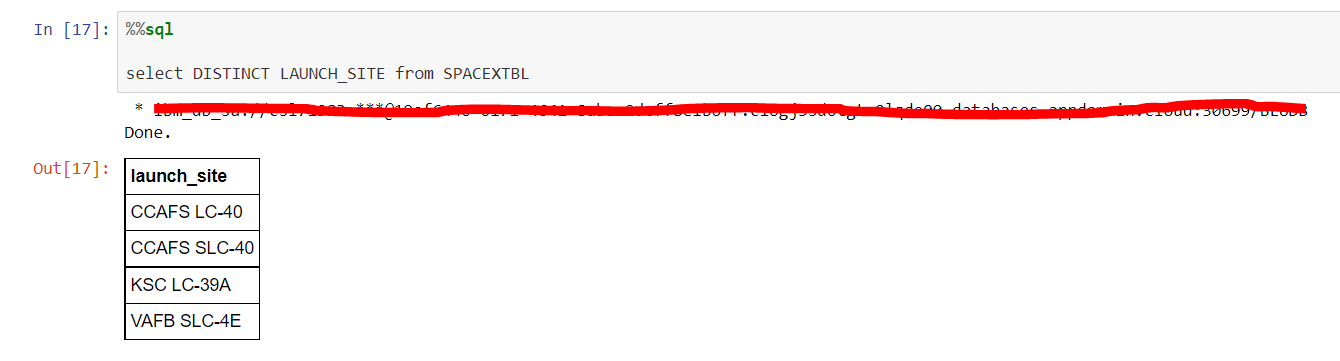 In [17]:
%%sql
select DISTINCT LAUNCH_SITE from SPACEXTBL
*
Done.
Out[17]:
launch_site
CCAFS LC-40
CCAFS SLC-40
KSC LC-39A
VAFB SLC-4E